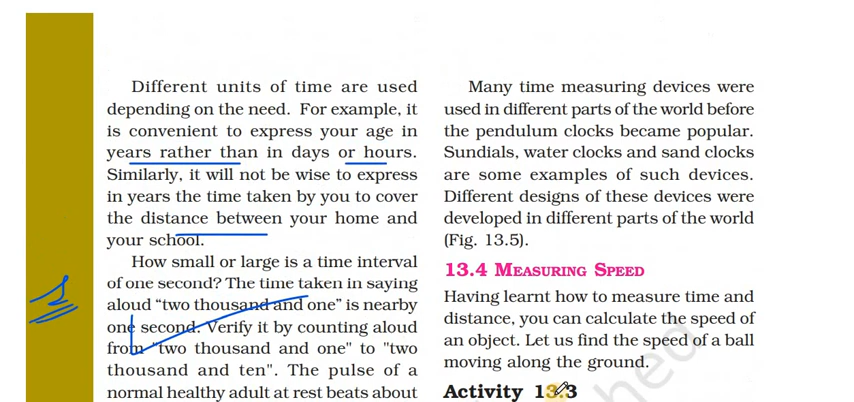 Different units of time are used
depending on the need. For example, it
is convenient to express your age in
years rather than in days or hours.
Similarly, it will not be wise to express
in years the time taken by you to cover
the distance between your home and
your school.
How small or large is a time interval
of one second? The time taken in saying
aloud “two thousand and one” is nearby
one second. Verify it by counting aloud
from "two thousand and one" to "two
thousand and ten". The pulse of a
normal healthy adult at rest beats about
Many time measuring devices were
used in different parts of the world before
the pendulum clocks became popular.
Sundials, water clocks and sand clocks
are some examples of such devices.
Different designs of these devices were
developed in different parts of the world
(Fig. 13.5).
13.4 MEASURING SPEED
Having learnt how to measure time and
distance, you can calculate the speed of
an object. Let us find the speed of a ball
moving along the ground.
Activity 13.3